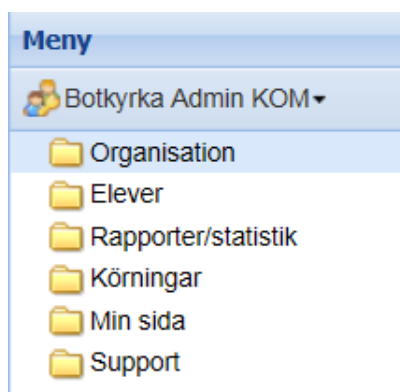 Meny
Botkyrka Admin KOM
Organisation
Elever
Rapporter/statistik
Körningar
Min sida
Support